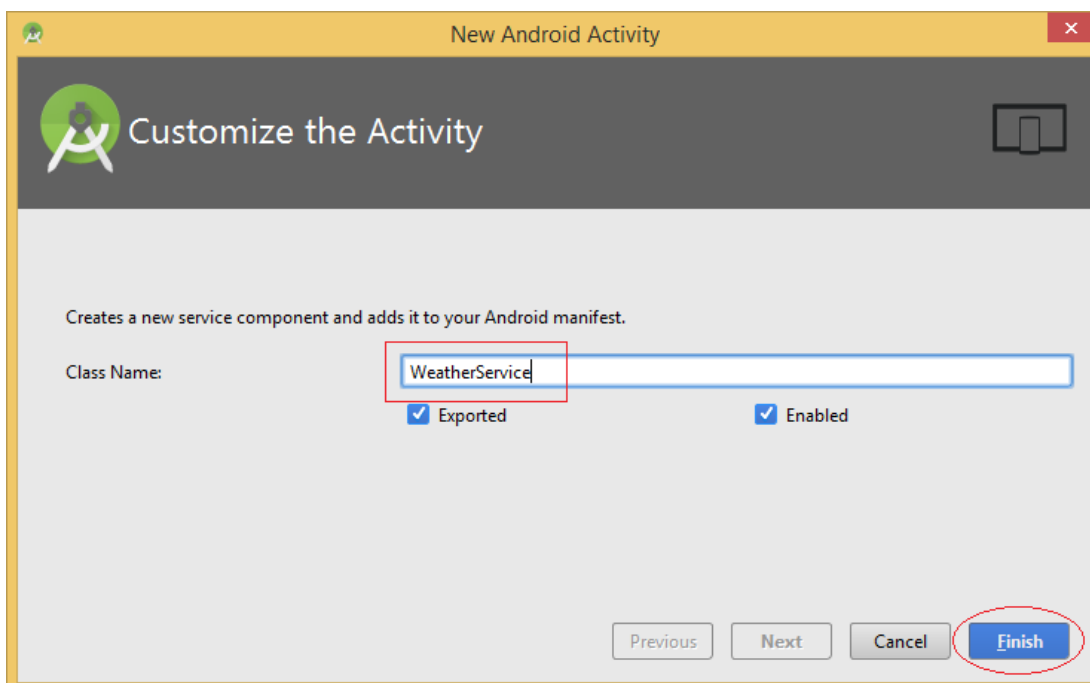 New Android Activity
Customize the Activity
Creates a new service component and adds it to your Android manifest.
Class Name: WeatherService
Exported Enabled
Previous Next Cancel Finish